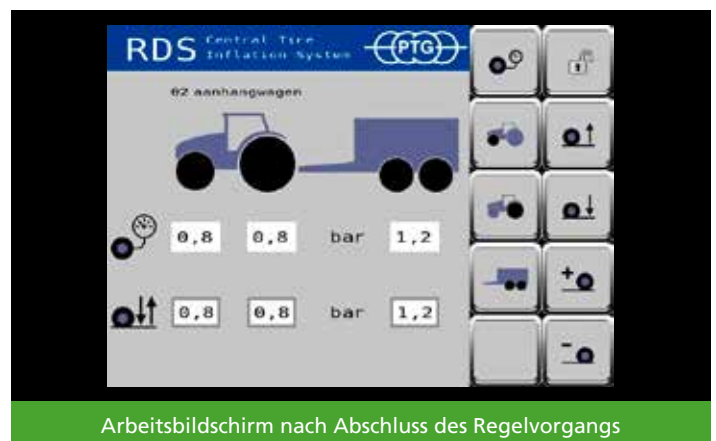 RDS Central Tire
Inflation System
PTG
02 aanhangwagen
0,8 0,8 bar 1,2
0,8 0,8 bar 1,2
+
-
Arbeitsbildschirm nach Abschluss des Regelvorgangs